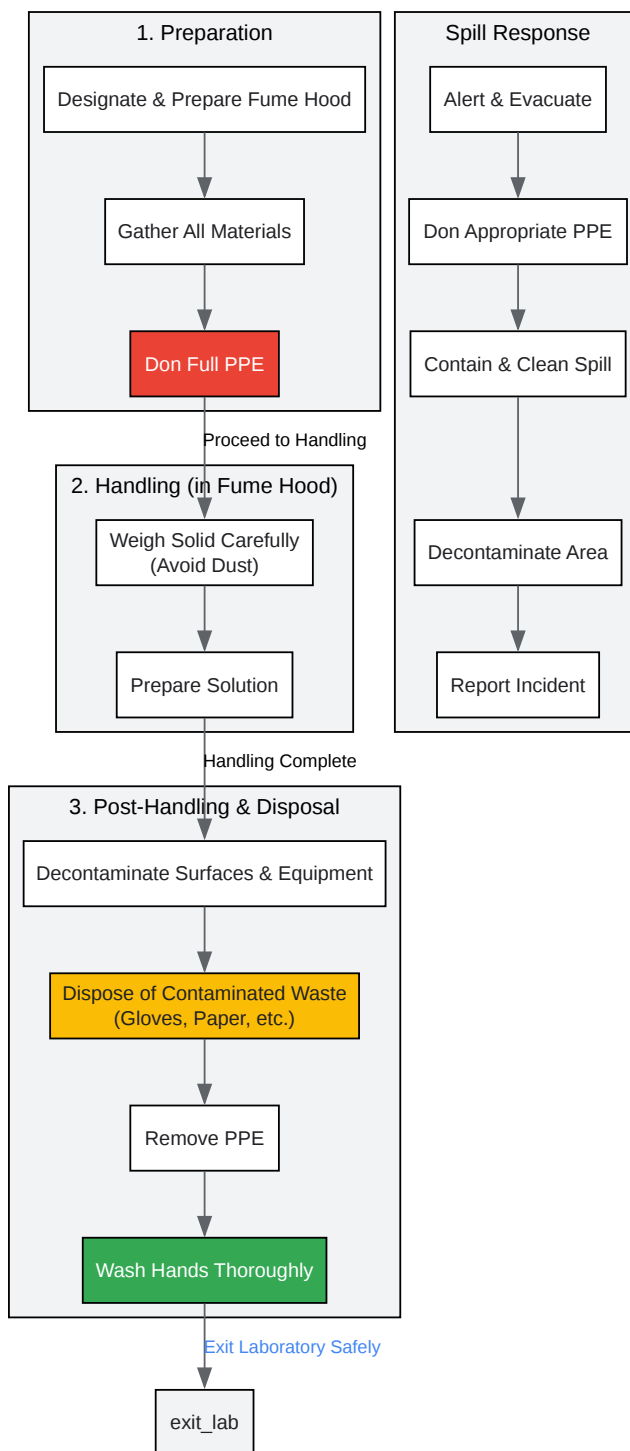 1. Preparation
Designate & Prepare Fume Hood
Gather All Materials
Don Full PPE
Proceed to Handling
2. Handling (in Fume Hood)
Weigh Solid Carefully
(Avoid Dust)
Prepare Solution
Handling Complete
3. Post-Handling & Disposal
Decontaminate Surfaces & Equipment
Dispose of Contaminated Waste
(Gloves, Paper, etc.)
Remove PPE
Wash Hands Thoroughly
Exit Laboratory Safely
exit_lab
Spill Response
Alert & Evacuate
Don Appropriate PPE
Contain & Clean Spill
Decontaminate Area
Report Incident